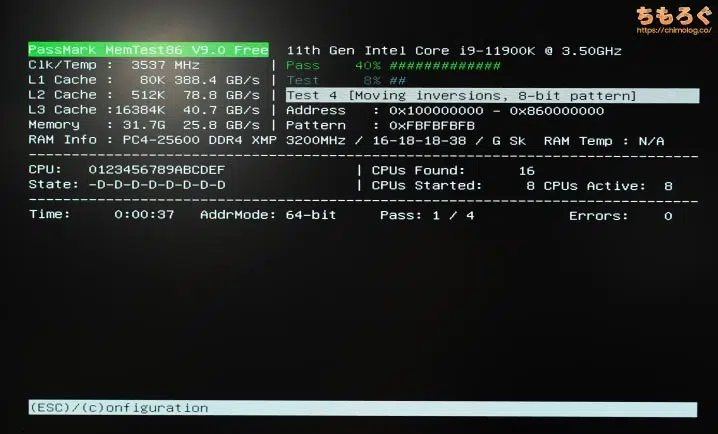 ちもろぐ
https://chimolog.co/
PassMark MemTest86 V9.0 Free 11th Gen Intel Core i9-11900K @ 3.50GHz
Clk/Temp : 3537 MHz | Pass 40% #############
L1 Cache : 80K 388.4 GB/s | Test 8% ##
L2 Cache : 512K 78.8 GB/s | Test 4 [Moving inversions, 8-bit pattern]
L3 Cache :16384K 40.7 GB/s | Address : 0x100000000 - 0x860000000
Memory : 31.7G 25.8 GB/s | Pattern : 0xFBFBFBFB
RAM Info : PC4-25600 DDR4 XMP 3200MHz / 16-18-18-38 / G Sk RAM Temp : N/A
CPU: 0123456789ABCDEF | CPUs Found: 16
State: -D-D-D-D-D-D-D-D | CPUs Started: 8 CPUs Active: 8
Time: 0:00:37 AddrMode: 64-bit Pass: 1 / 4 Errors: 0
(ESC)/(c)onfiguration